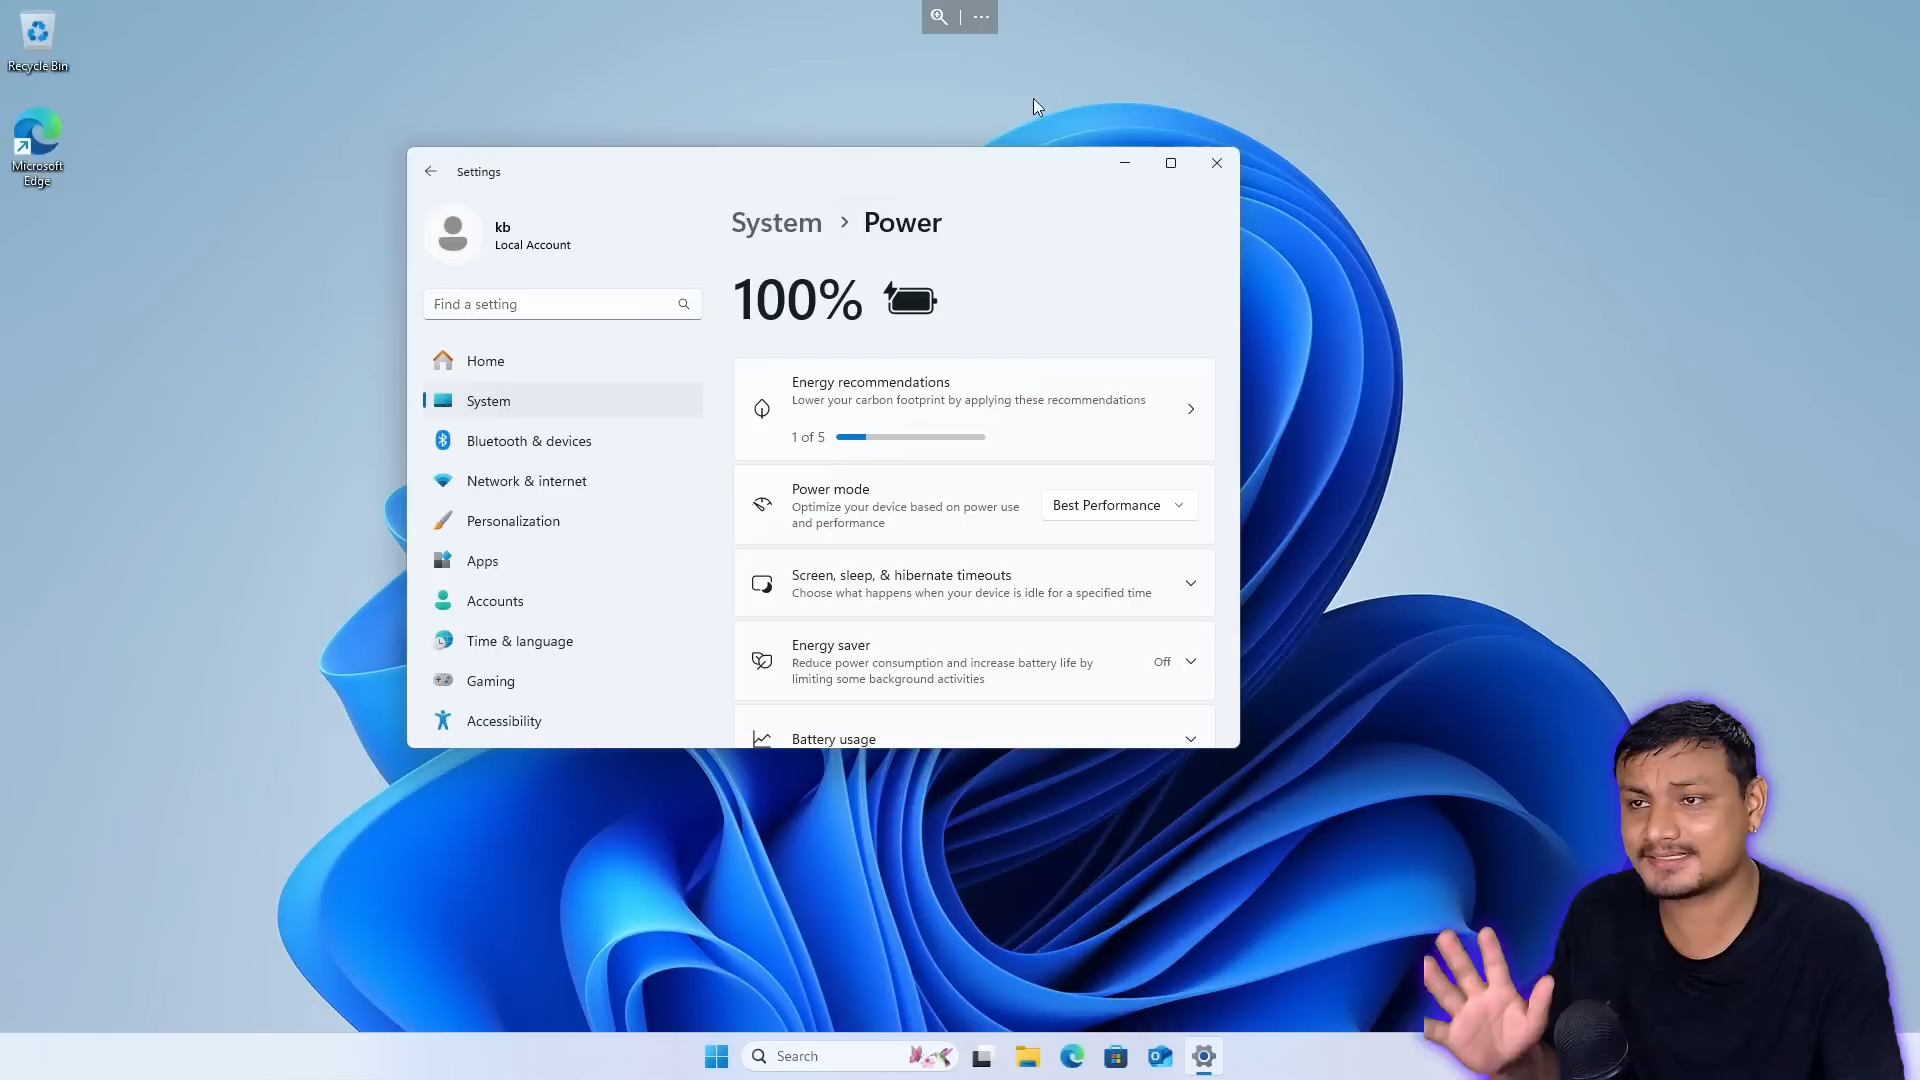 Recycle Bin
Microsoft
Edge
Settings
kb
Local Account
Find a setting
Home
System
Bluetooth & devices
Network & internet
Personalization
Apps
Accounts
Time & language
Gaming
Accessibility
System > Power
100%
Energy recommendations
Lower your carbon footprint by applying these recommendations
1 of 5
Power mode
Optimize your device based on power use
and performance
Best Performance
Screen, sleep, & hibernate timeouts
Choose what happens when your device is idle for a specified time
Energy saver
Reduce power consumption and increase battery life by
limiting some background activities
Off
Battery usage
Search